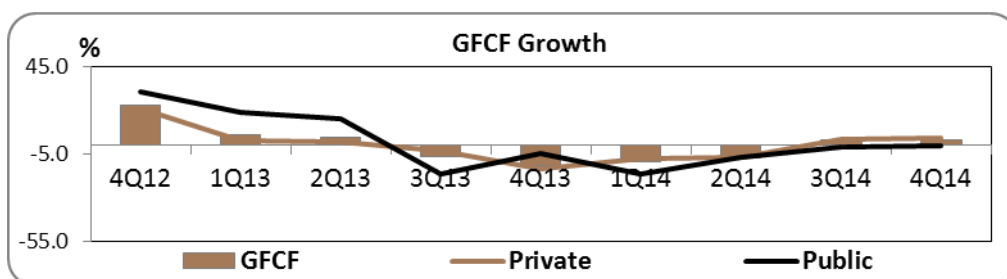 GFCF Growth
%
45.0
-5.0
-55.0
4Q12 1Q13 2Q13 3Q13 4Q13 1Q14 2Q14 3Q14 4Q14
GFCF Private Public